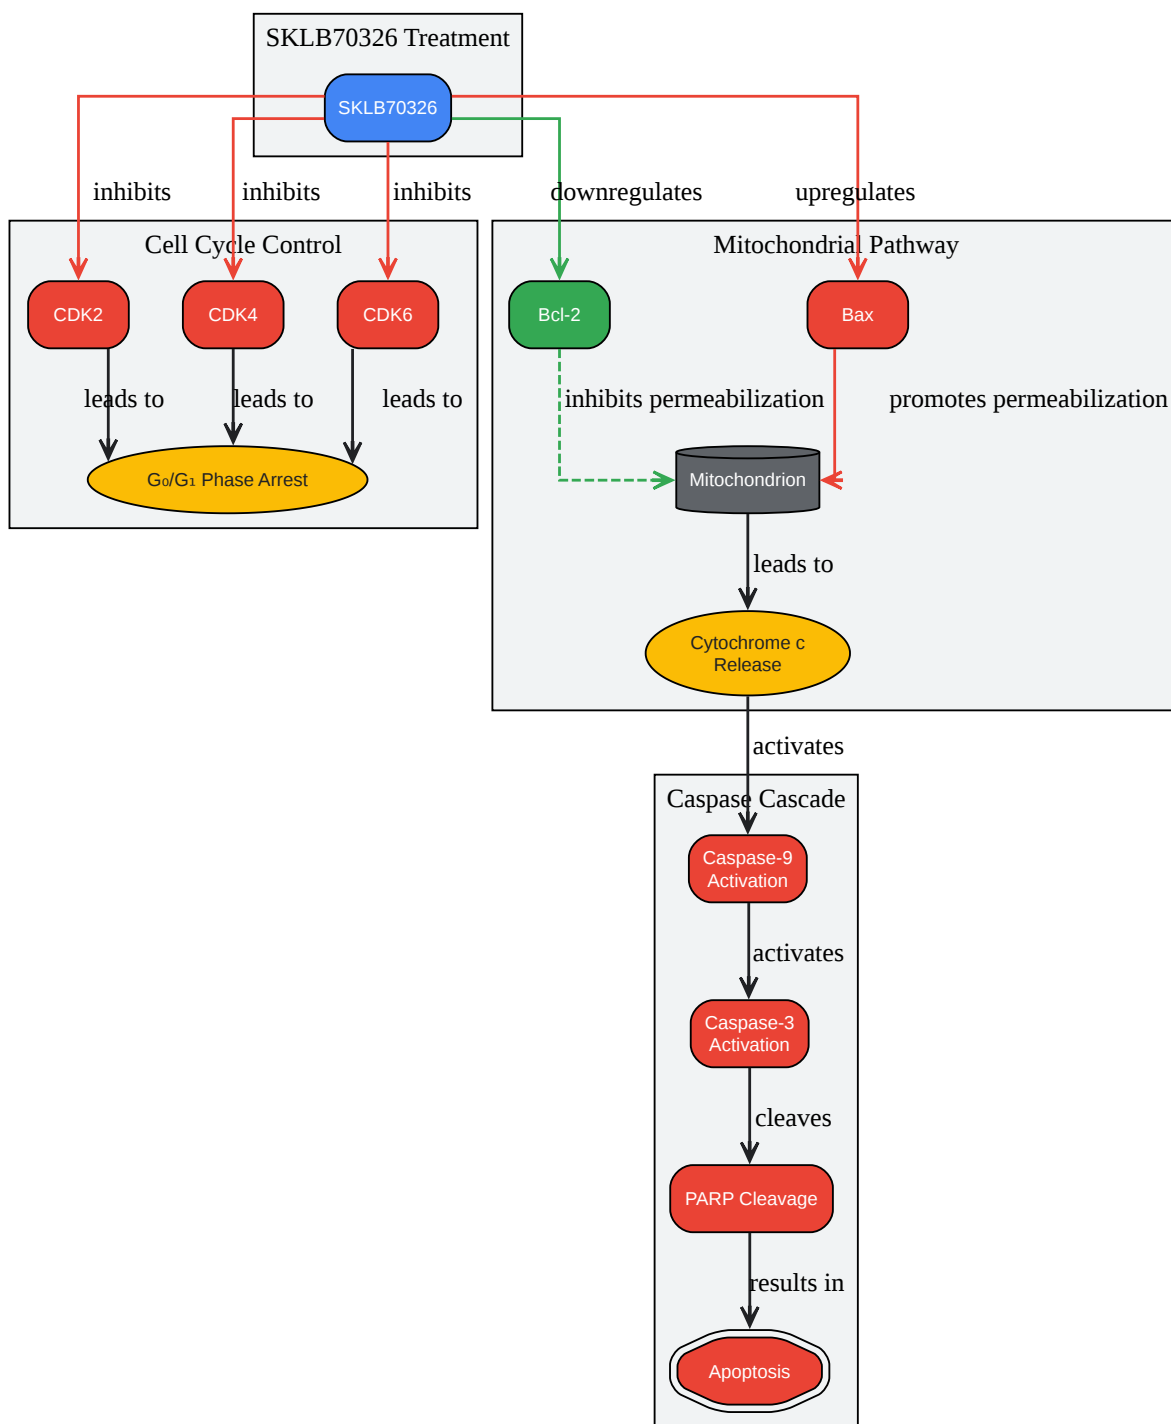 SKLB70326 Treatment
SKLB70326
inhibits
inhibits
inhibits
downregulates
upregulates
Cell Cycle Control
Mitochondrial Pathway
CDK2
CDK4
CDK6
Bcl-2
Bax
leads to
leads to
leads to
inhibits permeabilization
promotes permeabilization
G₀/G₁ Phase Arrest
Mitochondrion
leads to
Cytochrome c
Release
activates
Caspase Cascade
Caspase-9
Activation
activates
Caspase-3
Activation
cleaves
PARP Cleavage
results in
Apoptosis